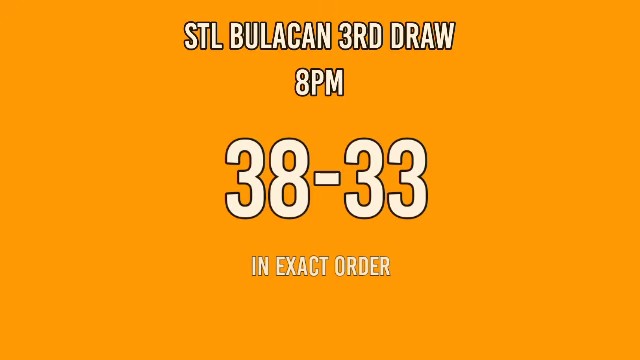 STL BULACAN 3RD DRAW
8PM
38-33
IN EXACT ORDER